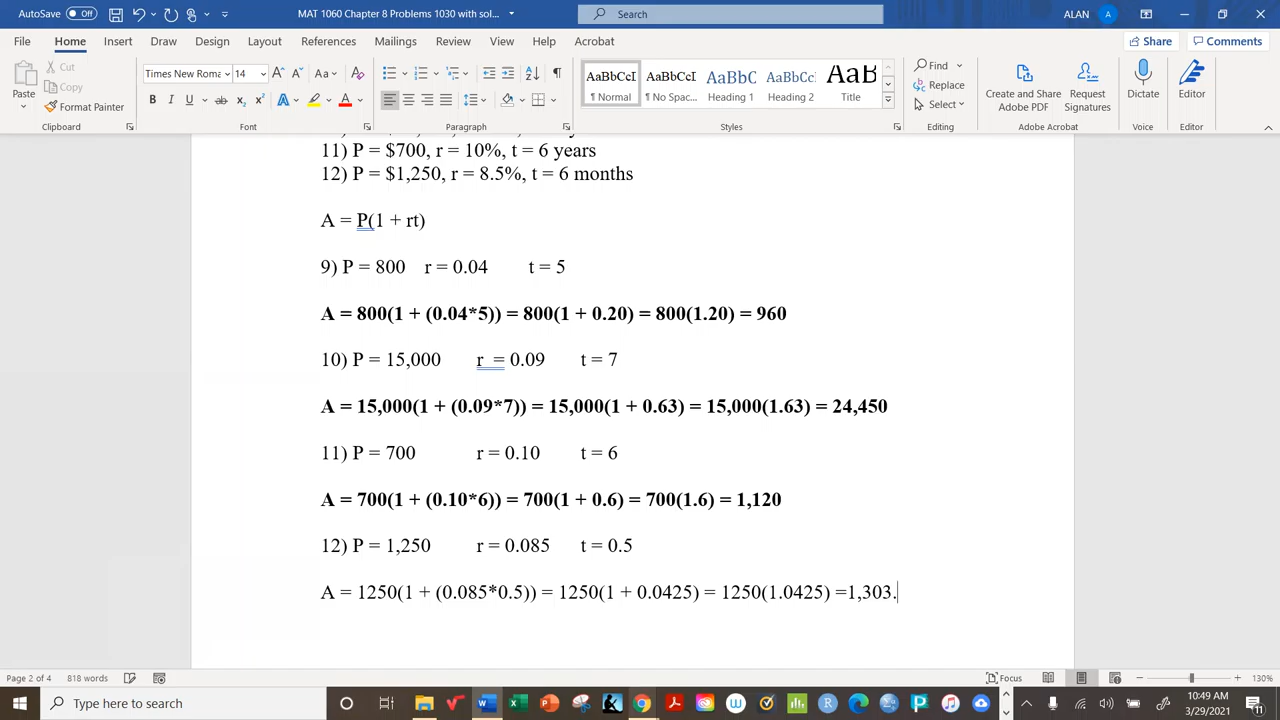 AutoSave Off MAT 1060 Chapter 8 Problems 1030 with sol... Search ALAN A
File Home Insert Draw Design Layout References Mailings Review View Help Acrobat Share Comments
Paste Cut Copy Format Painter
Times New Roma 14
AaBbCcI AaBbCcI AaBbC AaBbCcI AaB
¶ Normal ¶ No Spac... Heading 1 Heading 2 Title
Find Replace Select
Create and Share Adobe PDF Request Signatures Dictate Editor
Clipboard Font Paragraph Styles Editing Adobe Acrobat Voice Editor
11) P = $700, r = 10%, t = 6 years
12) P = $1,250, r = 8.5%, t = 6 months
A = P(1 + rt)
9) P = 800 r = 0.04 t = 5
A = 800(1 + (0.04*5)) = 800(1 + 0.20) = 800(1.20) = 960
10) P = 15,000 r = 0.09 t = 7
A = 15,000(1 + (0.09*7)) = 15,000(1 + 0.63) = 15,000(1.63) = 24,450
11) P = 700 r = 0.10 t = 6
A = 700(1 + (0.10*6)) = 700(1 + 0.6) = 700(1.6) = 1,120
12) P = 1,250 r = 0.085 t = 0.5
A = 1250(1 + (0.085*0.5)) = 1250(1 + 0.0425) = 1250(1.0425) =1,303.
Page 2 of 4 818 words Focus 130%
Type here to search 10:49 AM
3/29/2021